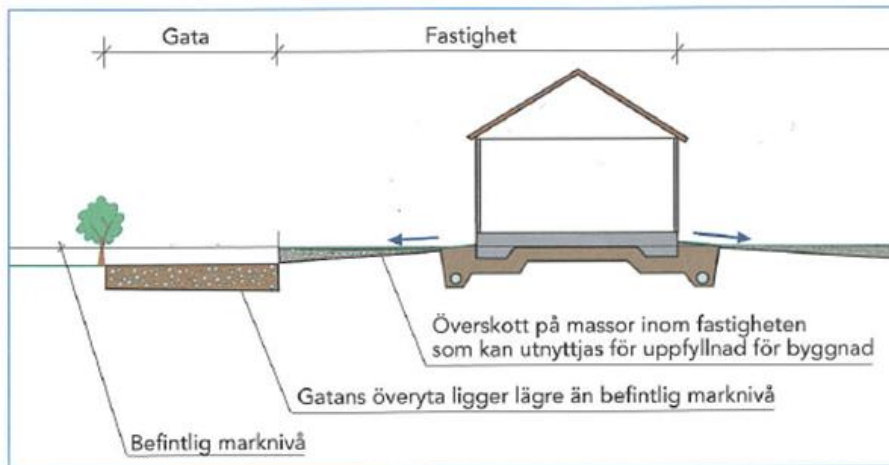 Gata
Fastighet
Överskott på massor inom fastigheten
som kan utnyttjas för uppfyllnad för byggnad
Gatans överyta ligger lägre än befintlig marknivå
Befintlig marknivå